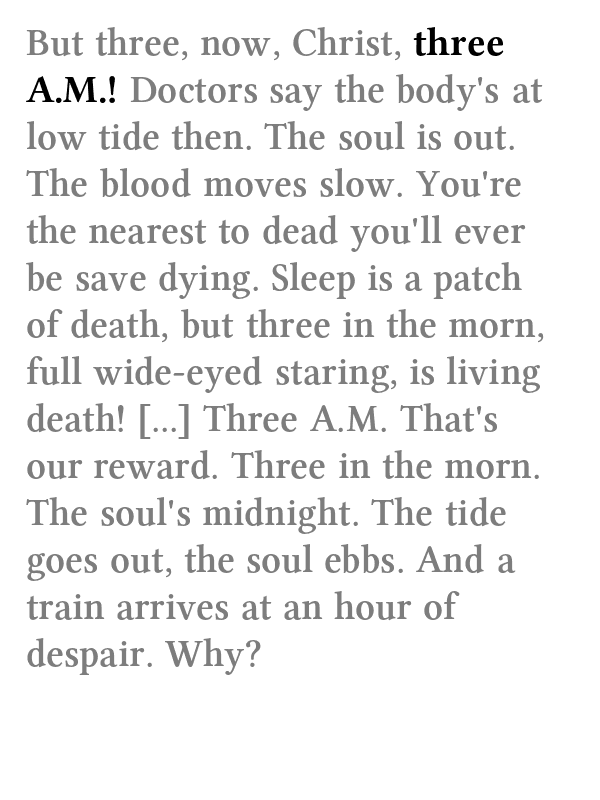 But three, now, Christ, three
A.M.! Doctors say the body's at
low tide then. The soul is out.
The blood moves slow. You're
the nearest to dead you'll ever
be save dying. Sleep is a patch
of death, but three in the morn,
full wide-eyed staring, is living
death! [...] Three A.M. That's
our reward. Three in the morn.
The soul's midnight. The tide
goes out, the soul ebbs. And a
train arrives at an hour of
despair. Why?